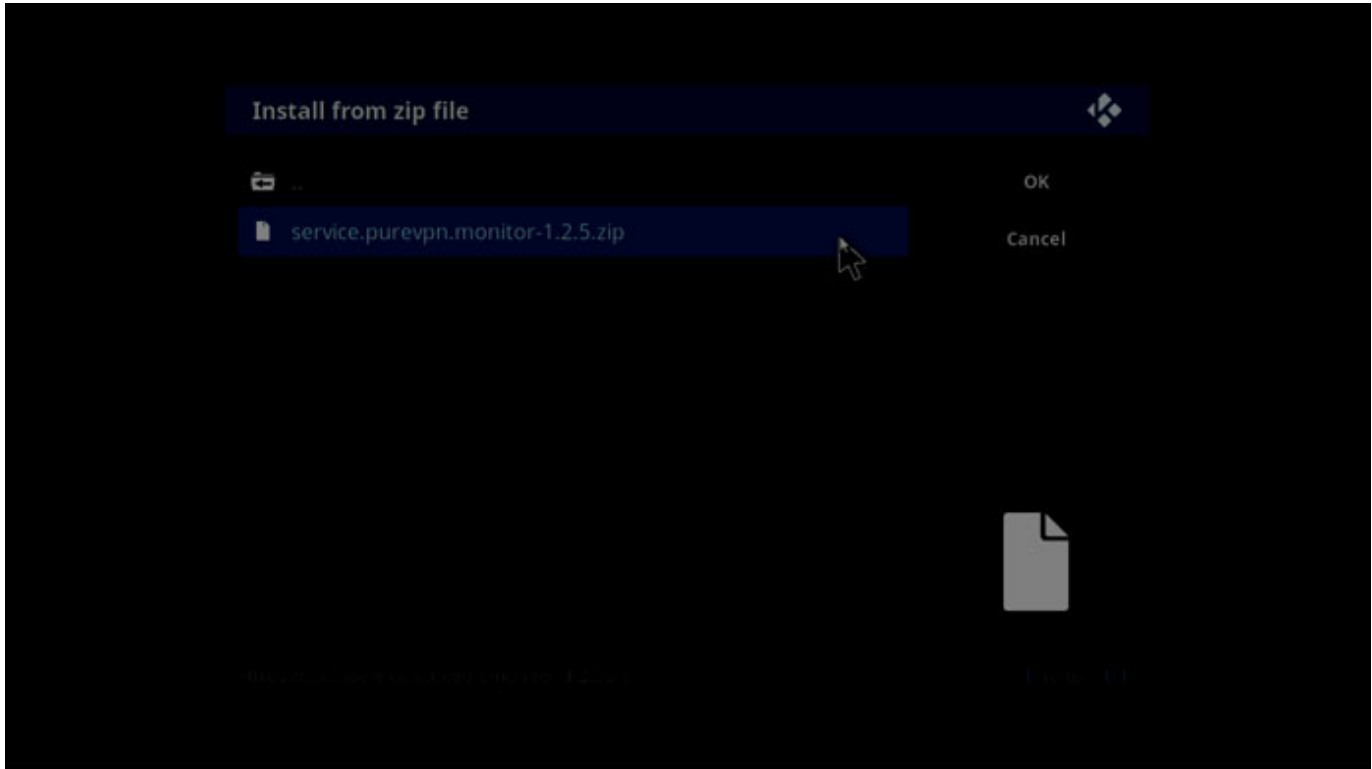 Install from zip file
..
OK
service.purevpn.monitor-1.2.5.zip
Cancel